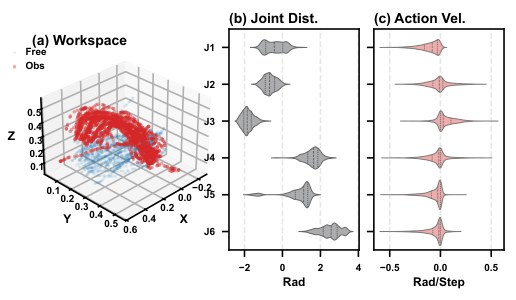 (a) Workspace
Free
Obs
Z
0.5
0.4
0.3
0.2
0.1
0.1
0.2
0.3
0.4
0.5
0.6
Y
0.4
0.2
0.0
−0.2
X
(b) Joint Dist.
J1
J2
J3
J4
J5
J6
−2 0 2 4
Rad
(c) Action Vel.
−0.5 0.0 0.5
Rad/Step